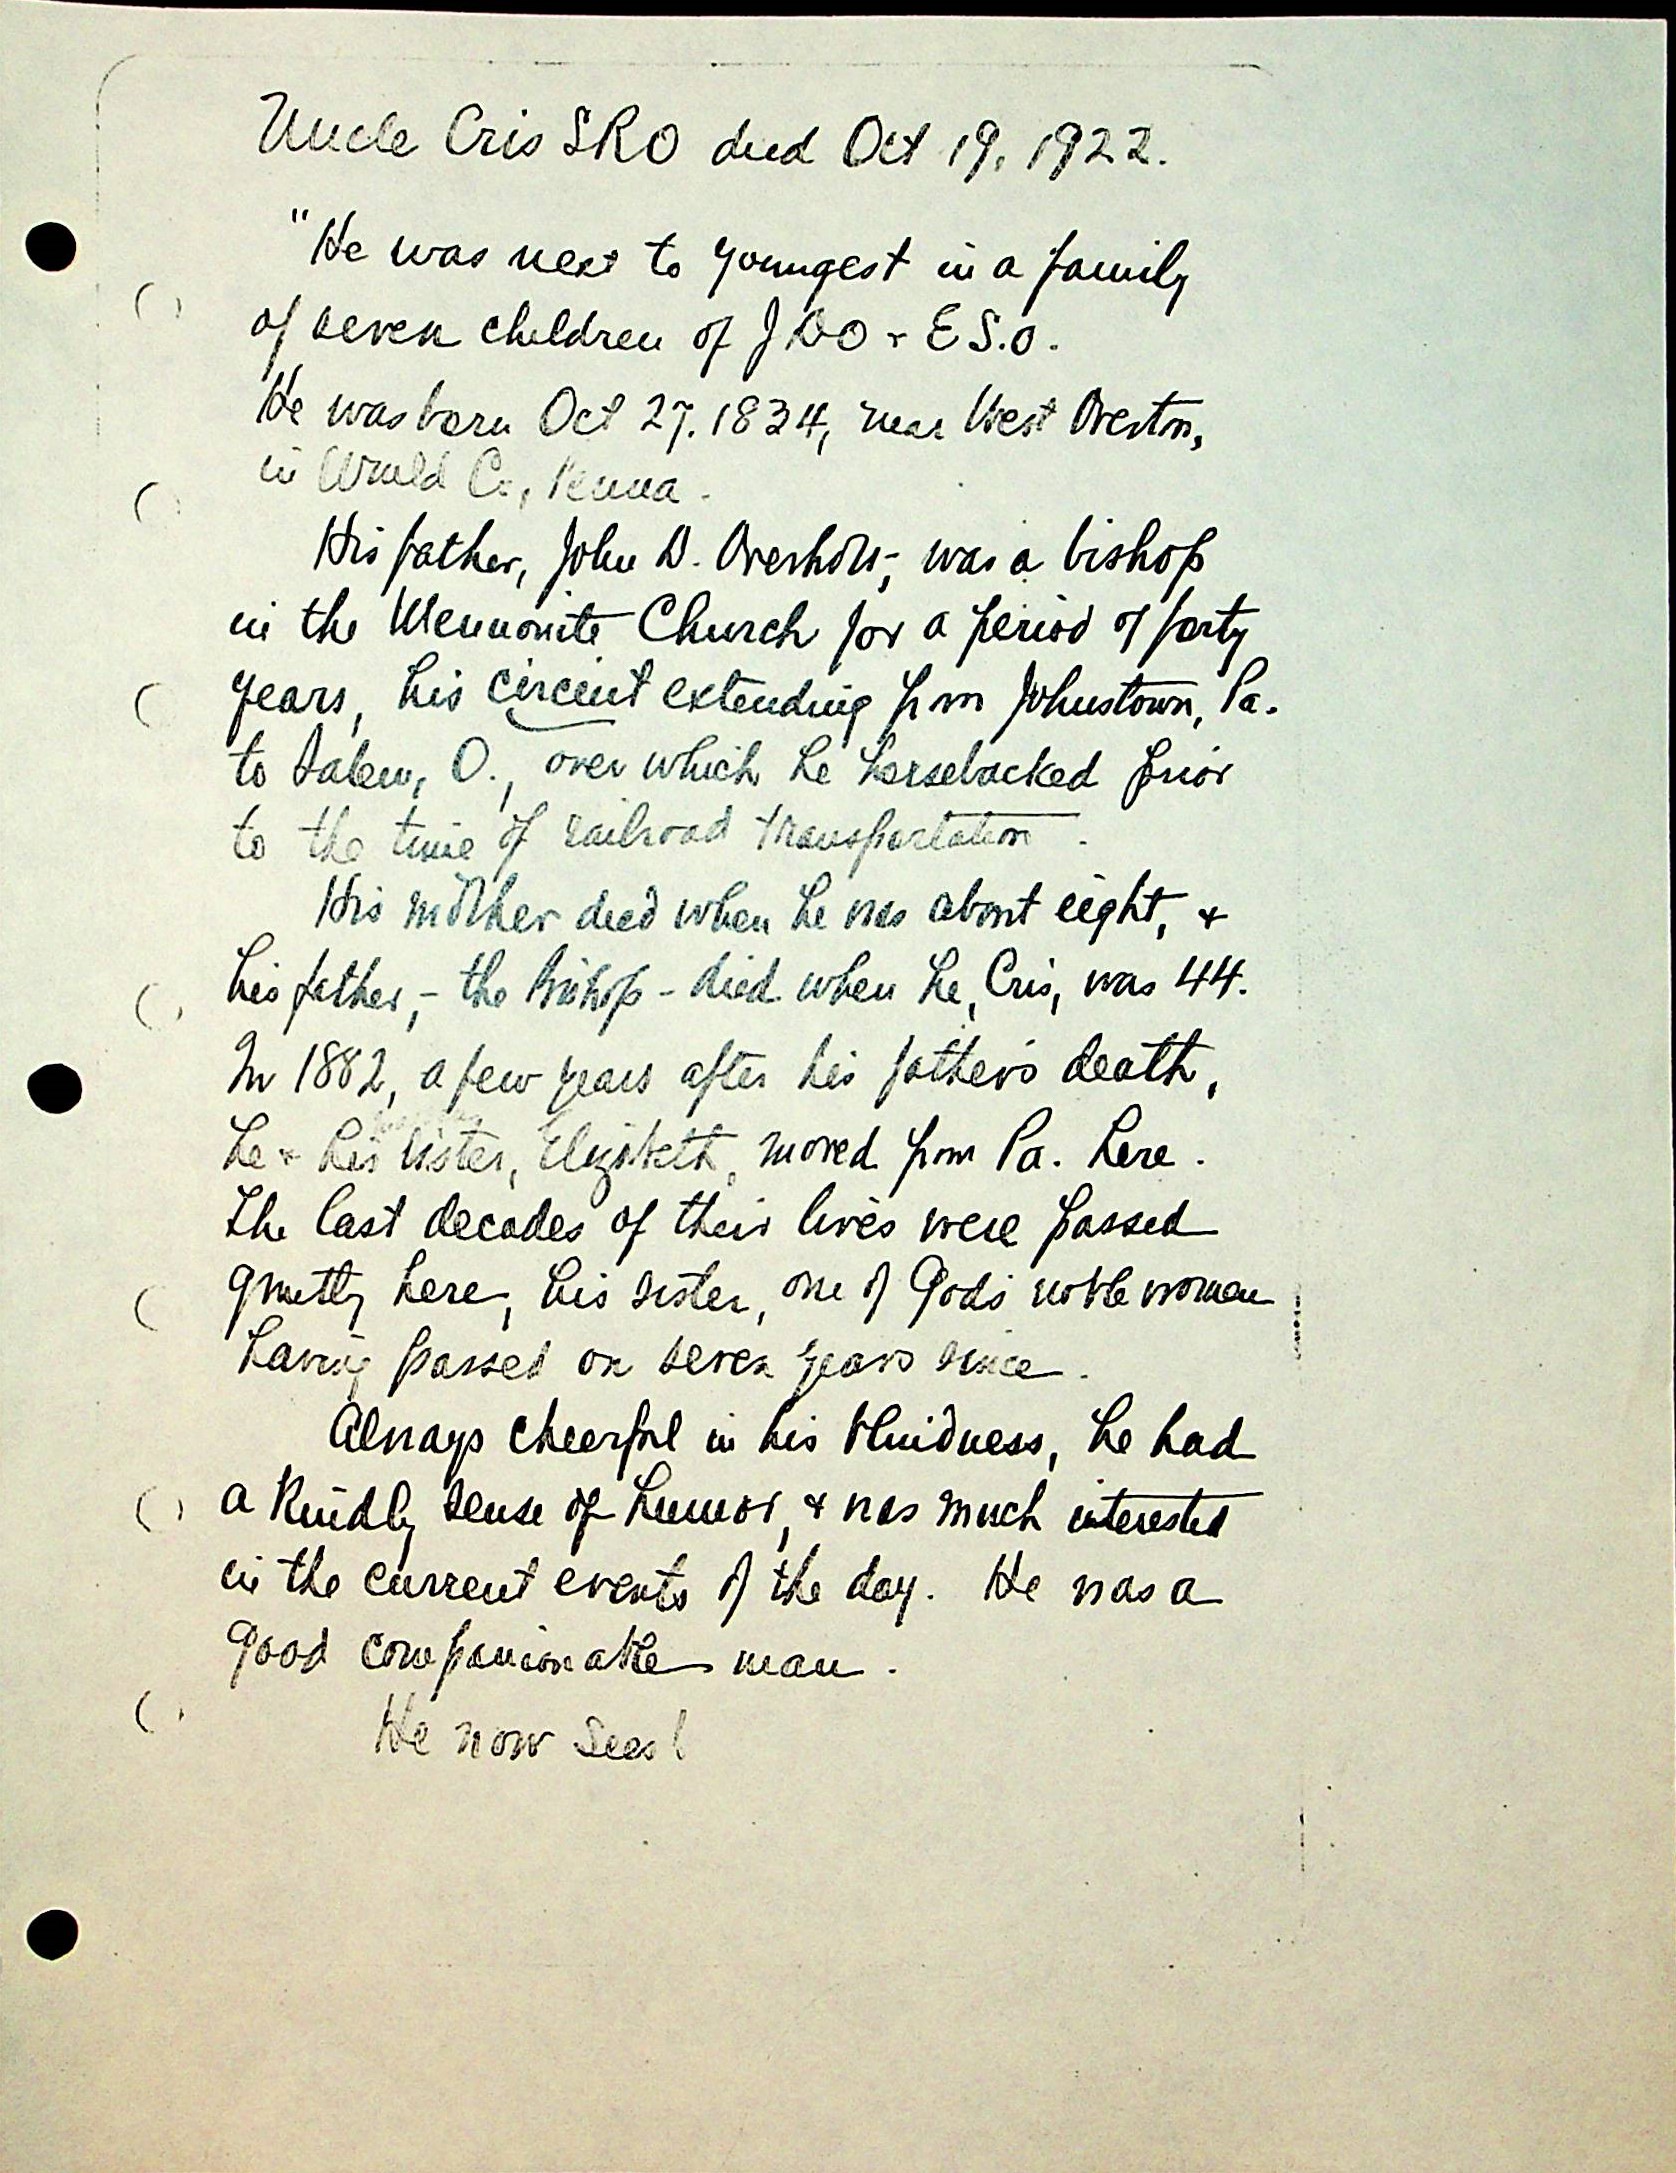 Uncle Cris SRO died Oct 19, 1922.
"He was next to youngest in a family
of seven children of JDO + E S.O.
He was born Oct 27. 1834, near West Overton,
in Wmld Co, Penna.
His father, John D. Overholt, was a bishop
in the Mennonite Church for a period of forty
years, his circuit extending from Johnstown, Pa.
to Salem, O., over which he horsebacked prior
to the time of railroad transportation.
His mother died when he was about eight, +
his father, - the Bishop - died when he, Cris, was 44.
In 1882, a few years after his father's death,
he + his sister, Elizabeth, moved from Pa. here.
The last decades of their lives were passed
quietly here, his sister, one of God's noble women
having passed on seven years since.
Always cheerful in his blindness, he had
a kindly sense of humor, + was much interested
in the current events of the day. He was a
good companionable man.
He now sees!